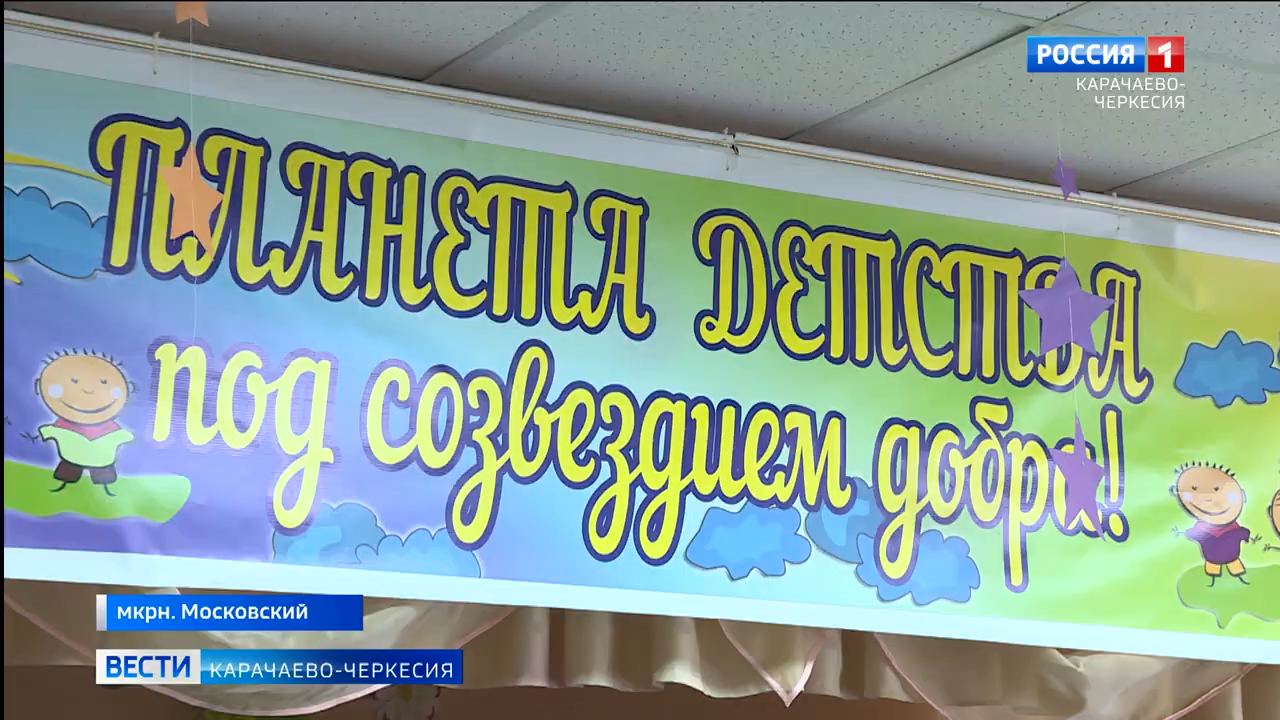 РОССИЯ 1
КАРАЧАЕВО-
ЧЕРКЕСИЯ
ПЛАНЕТА ДЕТСТВА
под созвездием добра!
мкрн. Московский
ВЕСТИ КАРАЧАЕВО-ЧЕРКЕСИЯ